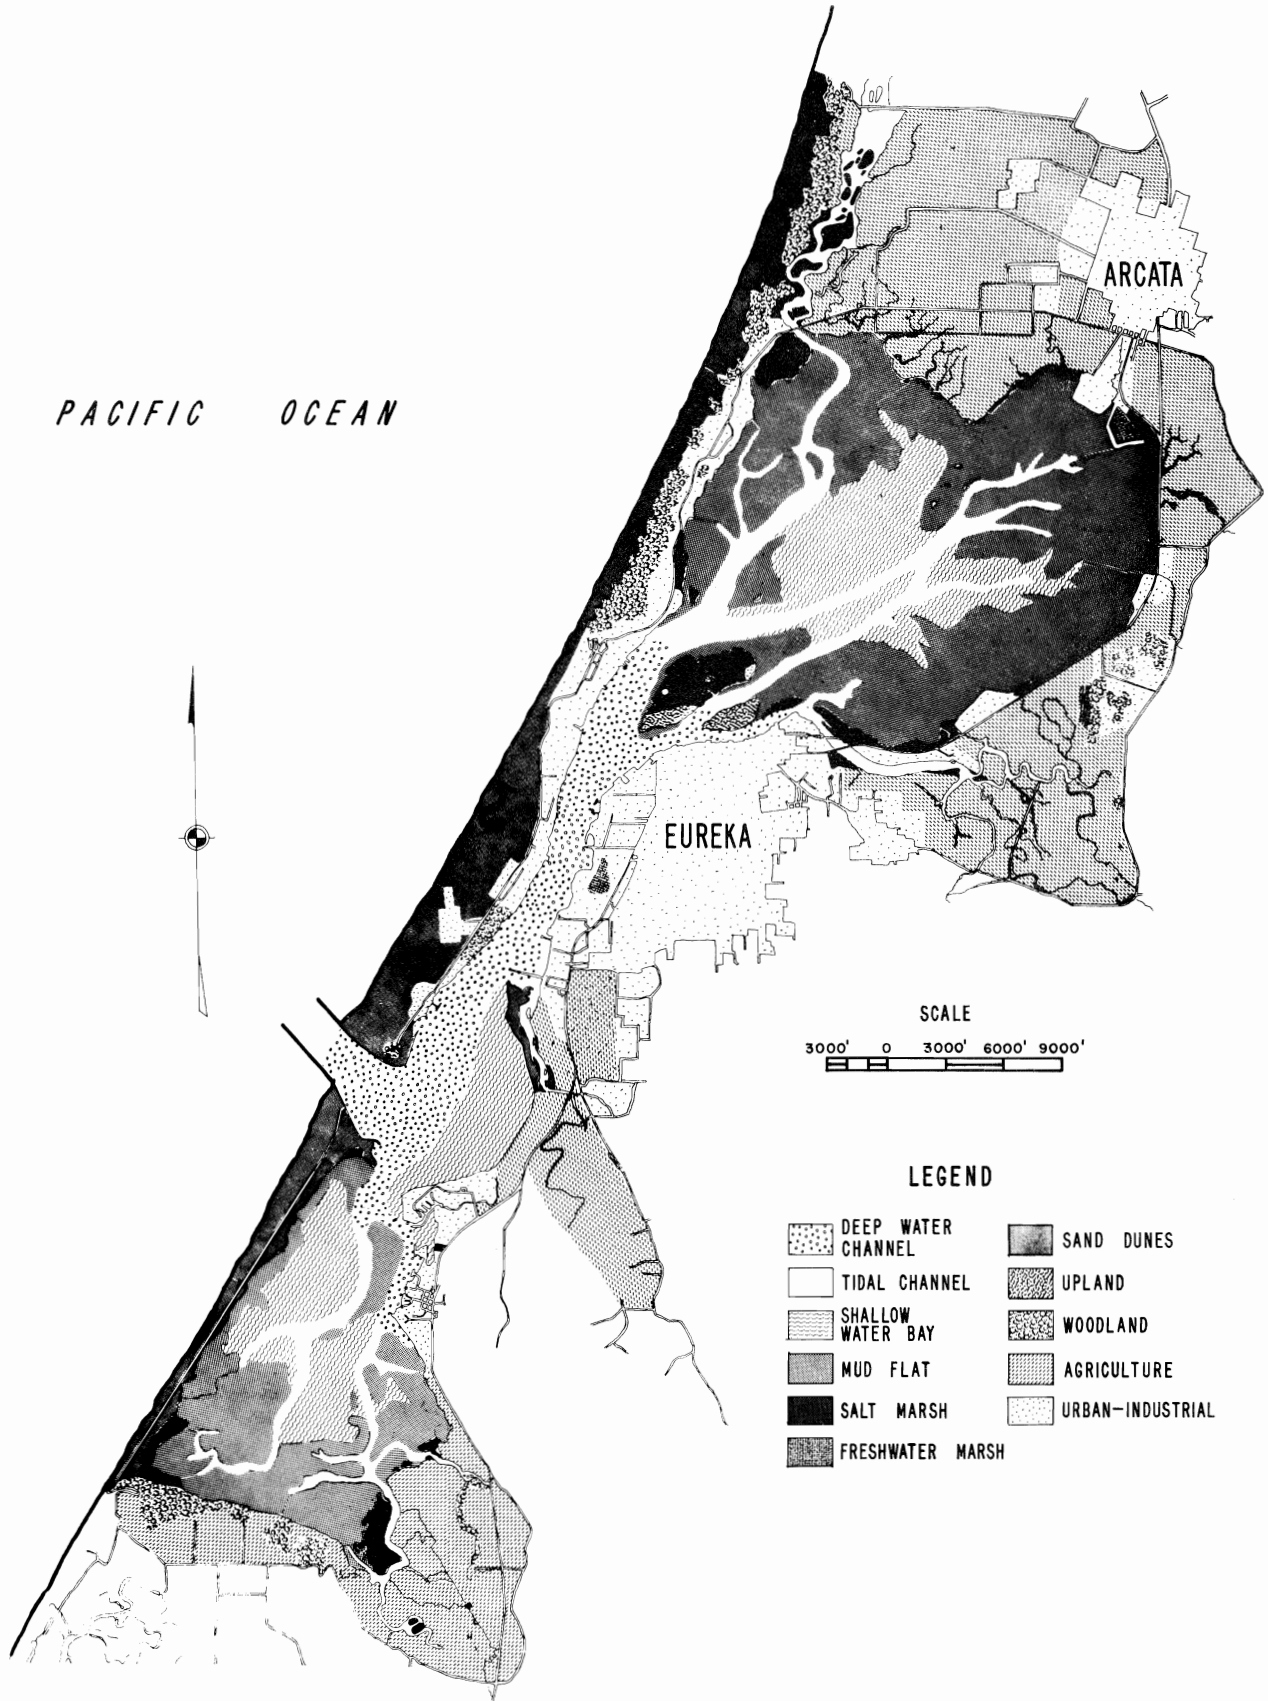 ARCATA
PACIFIC OCEAN
EUREKA
SCALE
3000' 0 3000' 6000' 9000'
LEGEND
DEEP WATER
CHANNEL
TIDAL CHANNEL
SHALLOW
WATER BAY
MUD FLAT
SALT MARSH
FRESHWATER MARSH
SAND DUNES
UPLAND
WOODLAND
AGRICULTURE
URBAN-INDUSTRIAL